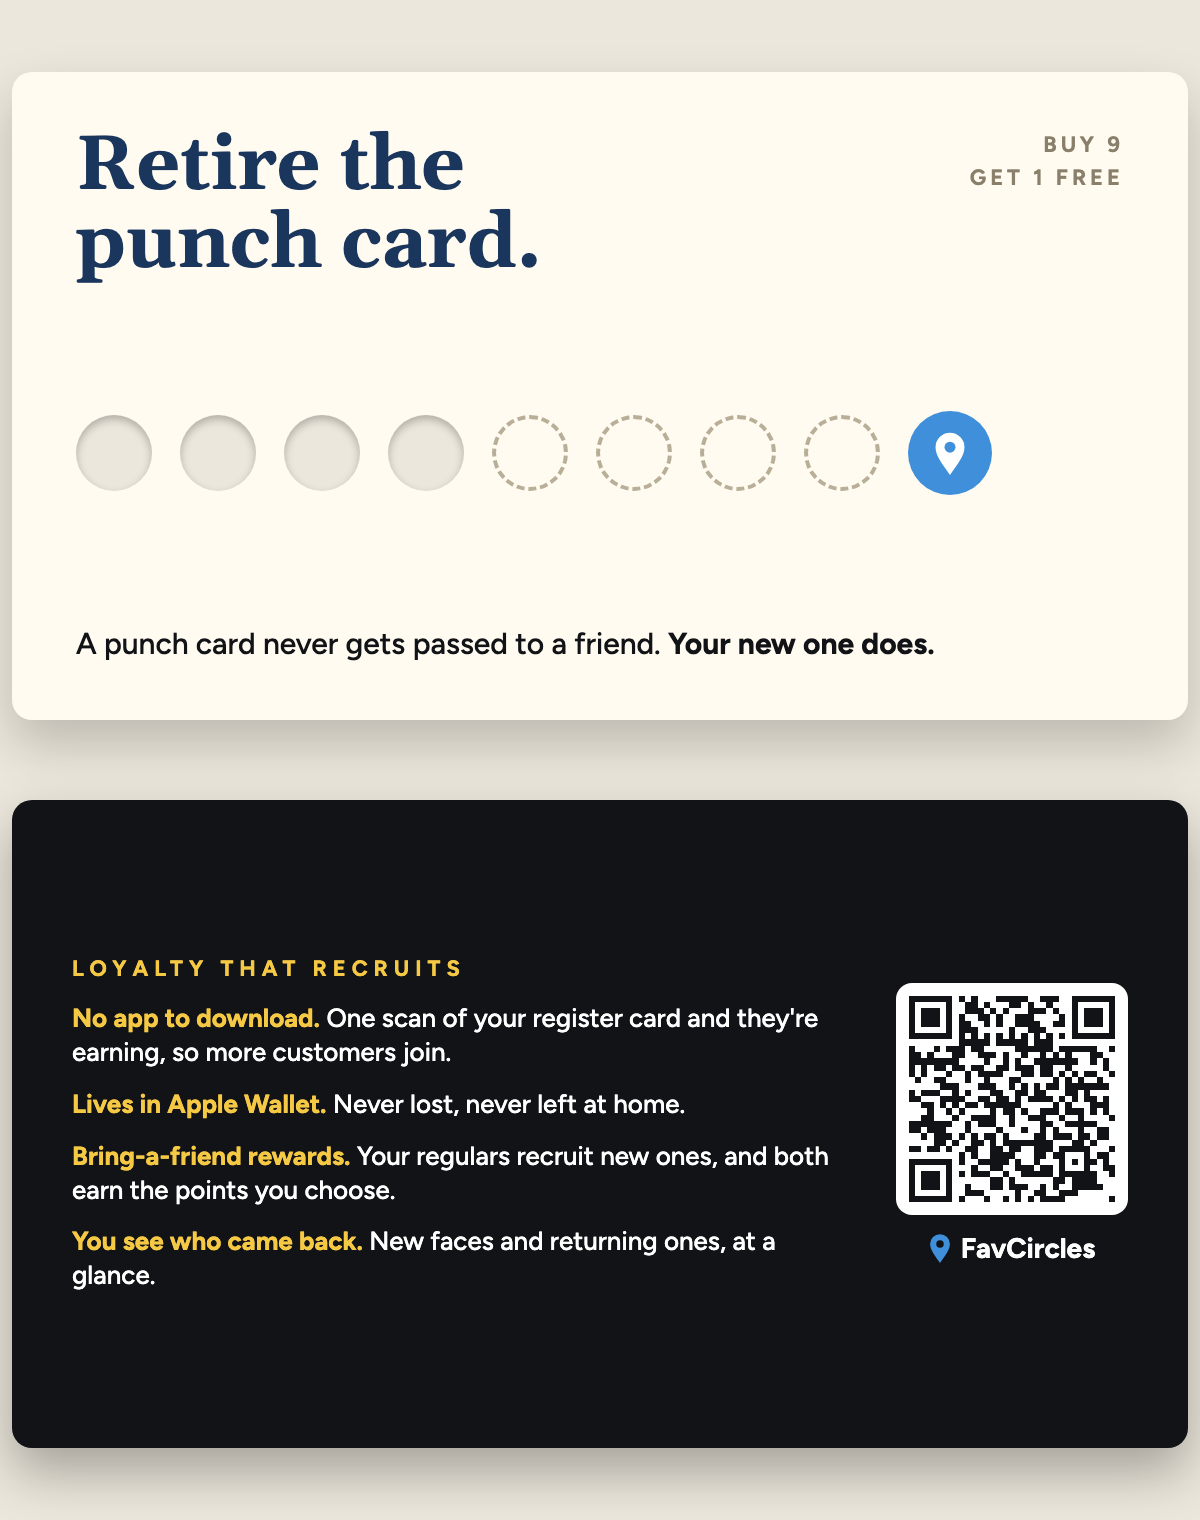 Retire the
punch card.
BUY 9
GET 1 FREE
A punch card never gets passed to a friend. Your new one does.
LOYALTY THAT RECRUITS
No app to download. One scan of your register card and they're
earning, so more customers join.
Lives in Apple Wallet. Never lost, never left at home.
Bring-a-friend rewards. Your regulars recruit new ones, and both
earn the points you choose.
You see who came back. New faces and returning ones, at a
glance.
FavCircles